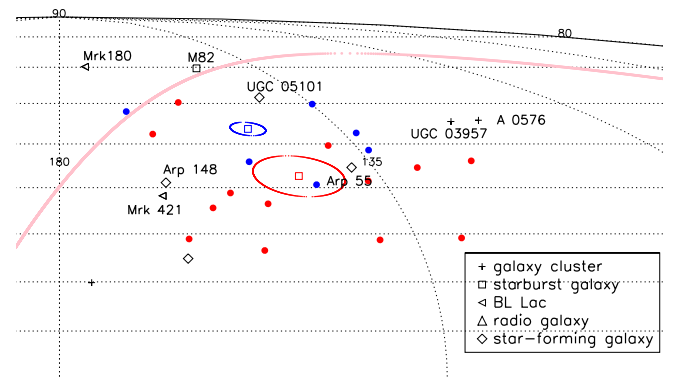 90
80
Mrk180
M82
UGC 05101
A 0576
UGC 03957
180
Arp 148
135
Arp 55
Mrk 421
galaxy cluster
starburst galaxy
BL Lac
radio galaxy
star-forming galaxy